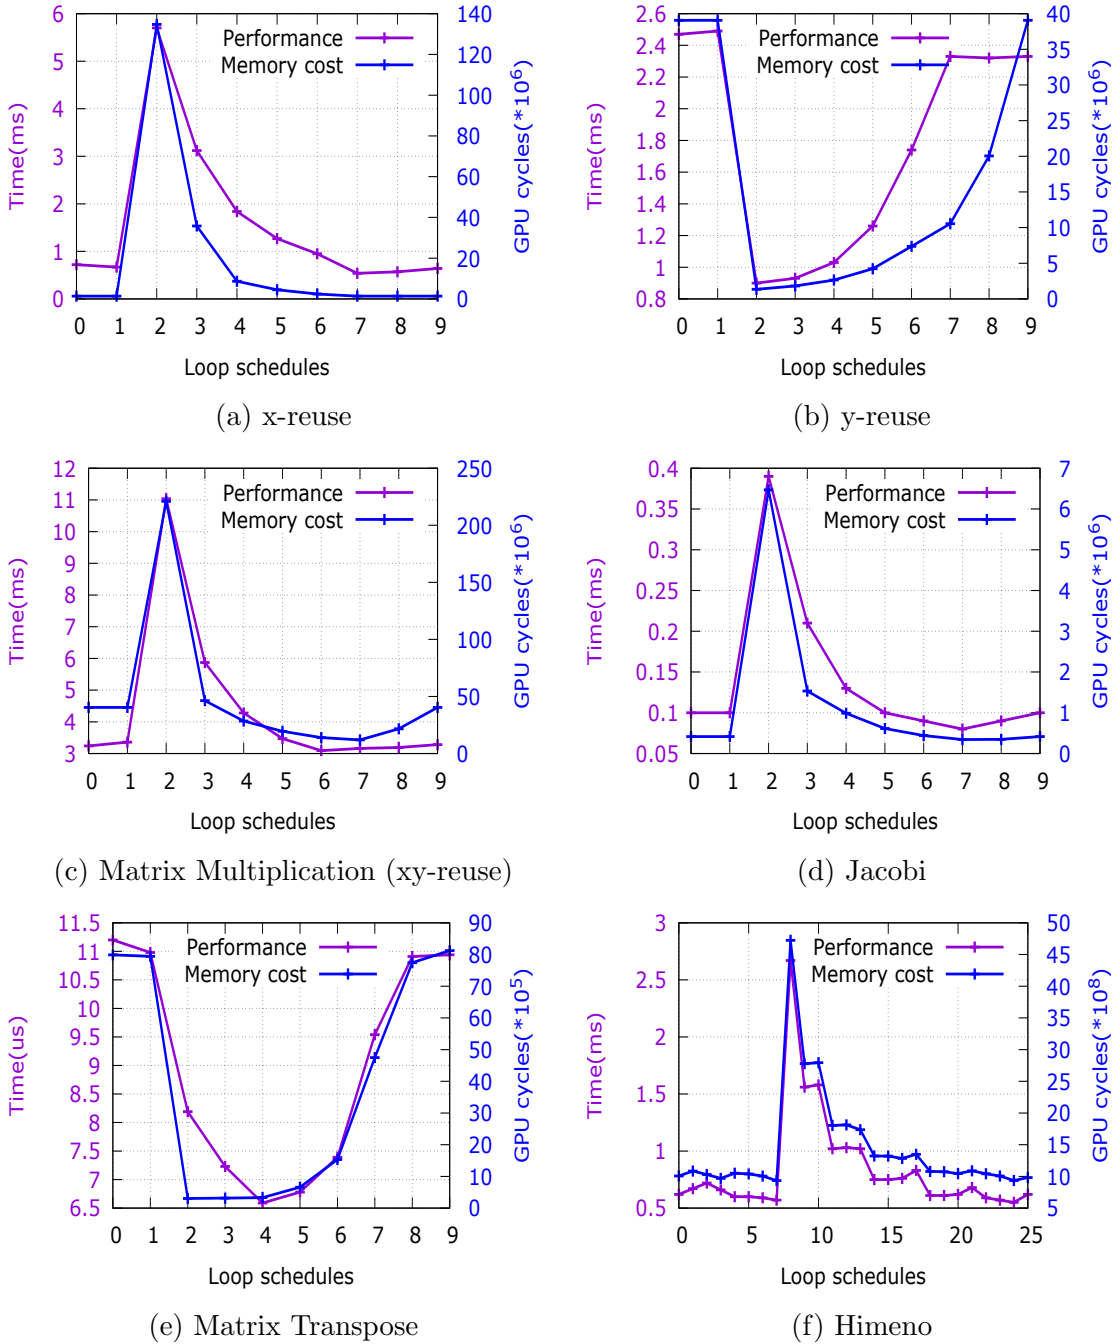 6
5
4
3
2
1
0
Time(ms)
Performance
Memory cost
140
120
100
80
60
40
20
0
GPU cycles(*10^6)
0 1 2 3 4 5 6 7 8 9
Loop schedules
(a) x-reuse
2.6
2.4
2.2
2
1.8
1.6
1.4
1.2
1
0.8
Time(ms)
Performance
Memory cost
40
35
30
25
20
15
10
5
0
GPU cycles(*10^6)
0 1 2 3 4 5 6 7 8 9
Loop schedules
(b) y-reuse
12
11
10
9
8
7
6
5
4
3
Time(ms)
Performance
Memory cost
250
200
150
100
50
0
GPU cycles(*10^6)
0 1 2 3 4 5 6 7 8 9
Loop schedules
(c) Matrix Multiplication (xy-reuse)
0.4
0.35
0.3
0.25
0.2
0.15
0.1
0.05
Time(ms)
Performance
Memory cost
7
6
5
4
3
2
1
0
GPU cycles(*10^6)
0 1 2 3 4 5 6 7 8 9
Loop schedules
(d) Jacobi
11.5
11
10.5
10
9.5
9
8.5
8
7.5
7
6.5
Time(us)
Performance
Memory cost
90
80
70
60
50
40
30
20
10
0
GPU cycles(*10^5)
0 1 2 3 4 5 6 7 8 9
Loop schedules
(e) Matrix Transpose
3
2.5
2
1.5
1
0.5
Time(ms)
Performance
Memory cost
50
45
40
35
30
25
20
15
10
5
GPU cycles(*10^8)
0 5 10 15 20 25
Loop schedules
(f) Himeno